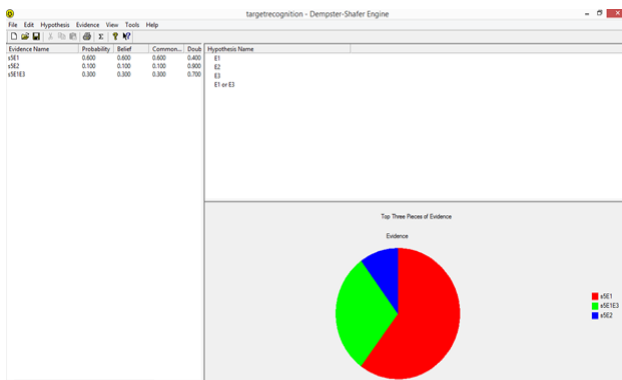 targetrecognition - Dempster-Shafer Engine
File Edit Hypothesis Evidence View Tools Help
Evidence Name Probability Belief Common... Doub Hypothesis Name
s5E1 0.600 0.600 0.600 0.400 E1
s5E2 0.100 0.100 0.100 0.900 E2
s5E1E3 0.300 0.300 0.300 0.700 E3
E1 or E3
Top Three Pieces of Evidence
Evidence
s5E1
s5E1E3
s5E2